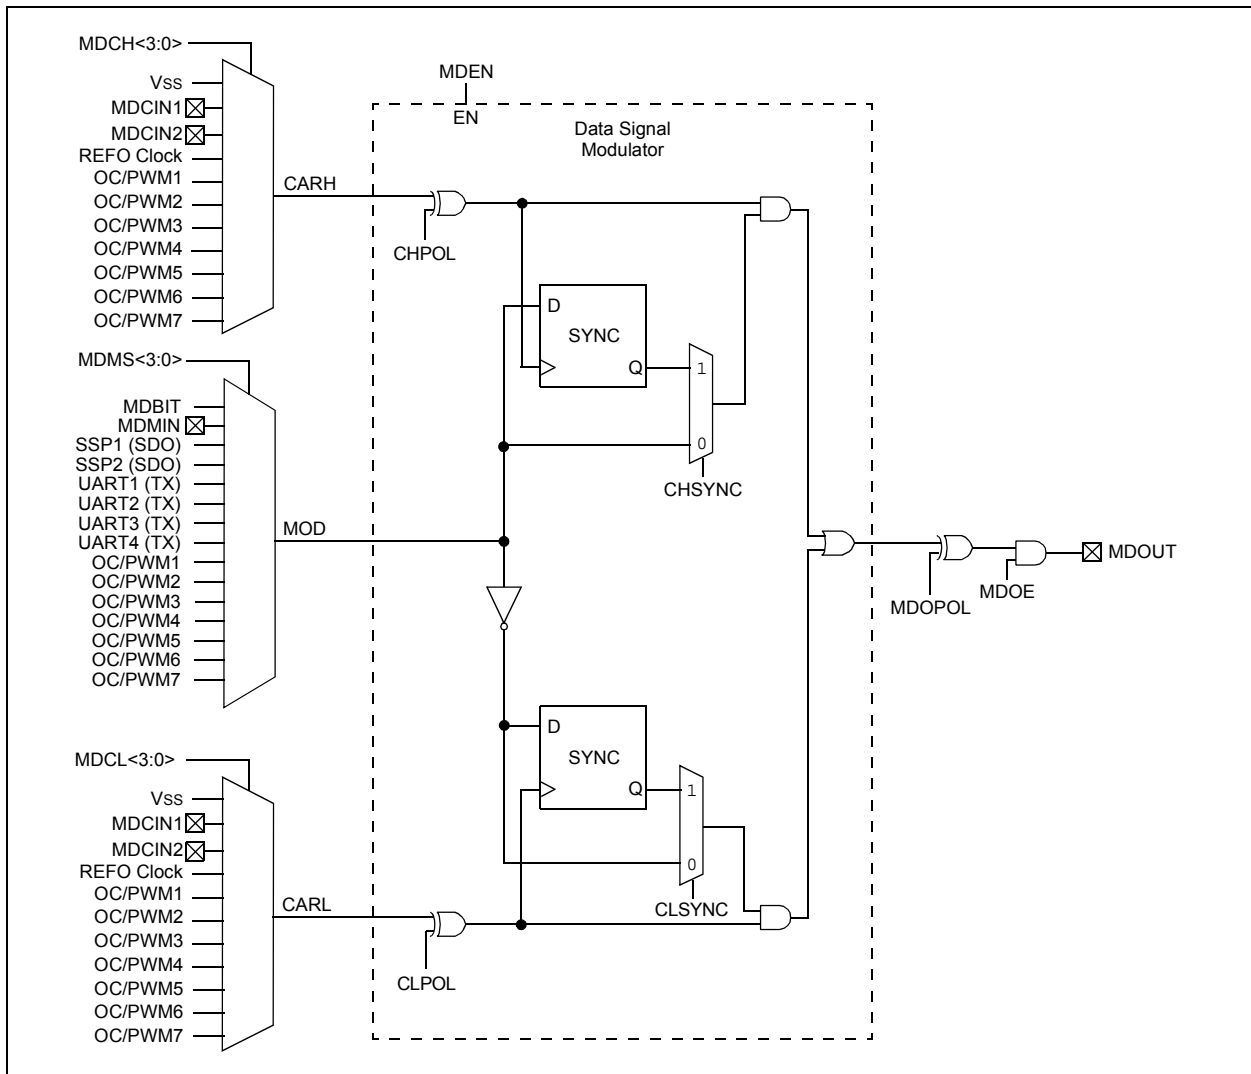 MDCH<3:0>
VSS
MDCIN1
MDCIN2
REFO Clock
OC/PWM1
OC/PWM2
OC/PWM3
OC/PWM4
OC/PWM5
OC/PWM6
OC/PWM7
CARH
MDEN
EN
Data Signal
Modulator
CHPOL
D
SYNC
Q
1
0
CHSYNC
MDMS<3:0>
MDBIT
MDMIN
SSP1 (SDO)
SSP2 (SDO)
UART1 (TX)
UART2 (TX)
UART3 (TX)
UART4 (TX)
OC/PWM1
OC/PWM2
OC/PWM3
OC/PWM4
OC/PWM5
OC/PWM6
OC/PWM7
MOD
MDOPOL
MDOE
MDOUT
D
SYNC
Q
1
0
CLSYNC
MDCL<3:0>
VSS
MDCIN1
MDCIN2
REFO Clock
OC/PWM1
OC/PWM2
OC/PWM3
OC/PWM4
OC/PWM5
OC/PWM6
OC/PWM7
CARL
CLPOL